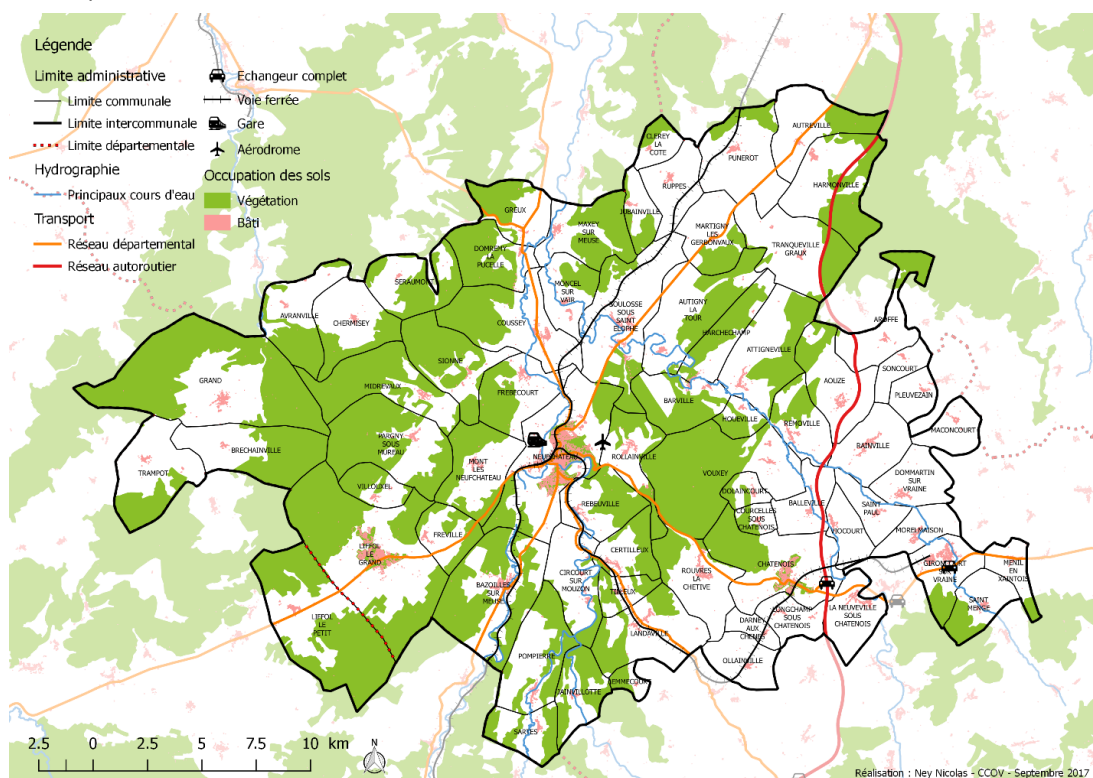 Légende
Limite administrative
Limite communale
Limite intercommunale
Limite départementale
Hydrographie
Principaux cours d'eau
Transport
Réseau départemental
Réseau autoroutier
Echangeur complet
Voie ferrée
Gare
Aérodrome
Occupation des sols
Végétation
Bâti
AUTREVILLE
CLEREY
LA
COTE
PUNEROT
RUPPES
HARMONVILLE
GREUX
JUBAINVILLE
MAXEY
SUR
MEUSE
MARTIGNY
LES
GERBONVAUX
TRANQUEVILLE
GRAUX
DOMREMY
LA
PUCELLE
SERAUMONT
MONCEL
SUR
VAIR
SOULOSSE
SOUS
SAINT
ELOPHE
AUTIGNY
LA
TOUR
AVRANVILLE
CHERMISEY
COUSSEY
HARCHECHAMP
AROFFE
ATTIGNEVILLE
SIONNE
SONCOURT
GRAND
MIDREVAUX
FREBECOURT
AOUZE
PLEUVEZAIN
BARVILLE
HOUEVILLE
REMOVILLE
MACONCOURT
PARGNY
SOUS
MUREAU
BRECHAINVILLE
RAINVILLE
NEUFCHATEAU
ROLLAINVILLE
MONT
LES
NEUFCHATEAU
TRAMPOT
VILLOUXEL
VOUXEY
DOMMARTIN
SUR
VRAINE
DOLAINCOURT
REBEUVILLE
BALLEVILLE
SAINT
PAUL
COURCELLES
SOUS
CHATENOIS
VIOCOURT
MORELMAISON
FREVILLE
LIFFOL
LE
GRAND
CERTILLEUX
CHATENOIS
GIRONCOURT
SUR
VRAINE
MENIL
EN
XAINTOIS
ROUVRES
LA
CHETIVE
CIRCOURT
SUR
MOUZON
BAZOILLES
SUR
MEUSE
TILLEUX
SAINT
MENGE
LIFFOL
LE
PETIT
LONGCHAMP
SOUS
CHATENOIS
LA NEUVEVILLE
SOUS
CHATENOIS
LANDAVILLE
DARNEY
AUX
CHENES
POMPIERRE
OLLAINVILLE
LEMMECOURT
JAINVILLOTTE
SARTES
2.5 0 2.5 5 7.5 10 km
N
Réalisation : Ney Nicolas - CCOV - Septembre 2017